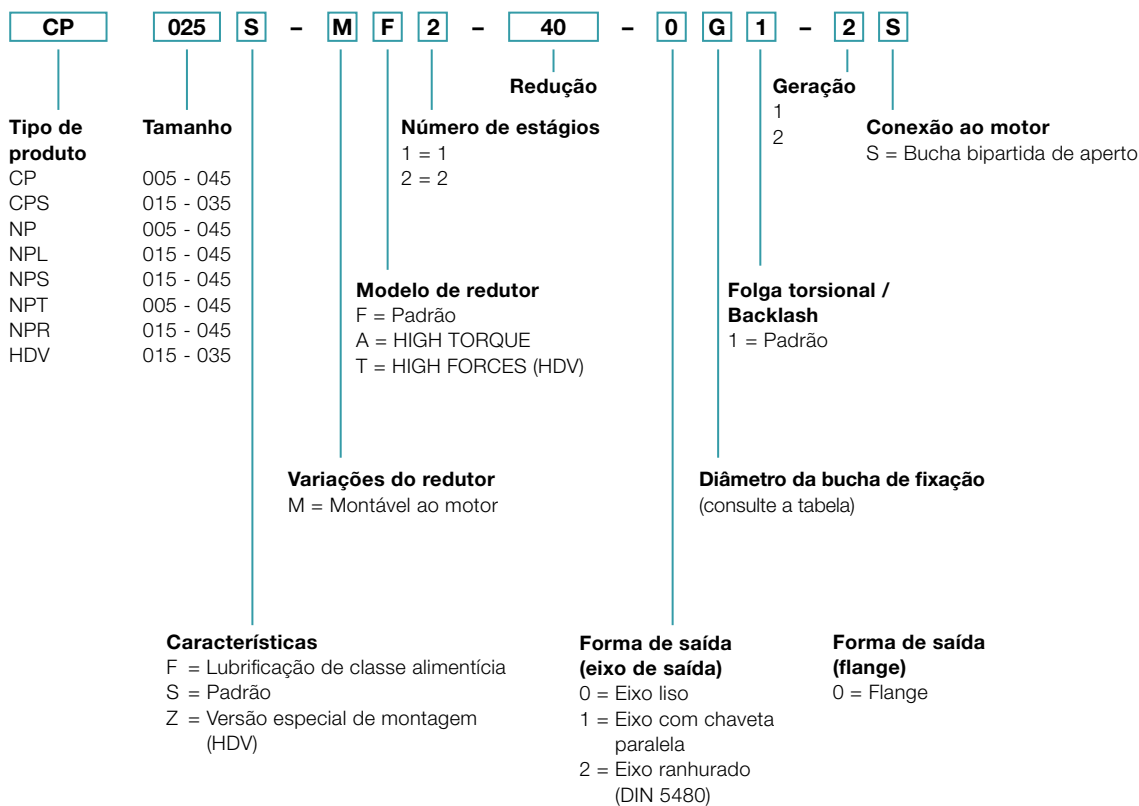 CP 025 S – M F 2 – 40 – 0 G 1 – 2 S
Tipo de
produto
CP
CPS
NP
NPL
NPS
NPT
NPR
HDV
Tamanho
005 - 045
015 - 035
005 - 045
015 - 045
015 - 045
005 - 045
015 - 045
015 - 035
Número de estágios
1 = 1
2 = 2
Redução
Geração
1
2
Conexão ao motor
S = Bucha bipartida de aperto
Modelo de redutor
F = Padrão
A = HIGH TORQUE
T = HIGH FORCES (HDV)
Folga torsional /
Backlash
1 = Padrão
Variações do redutor
M = Montável ao motor
Diâmetro da bucha de fixação
(consulte a tabela)
Características
F = Lubrificação de classe alimentícia
S = Padrão
Z = Versão especial de montagem
(HDV)
Forma de saída
(eixo de saída)
0 = Eixo liso
1 = Eixo com chaveta
paralela
2 = Eixo ranhurado
(DIN 5480)
Forma de saída
(flange)
0 = Flange